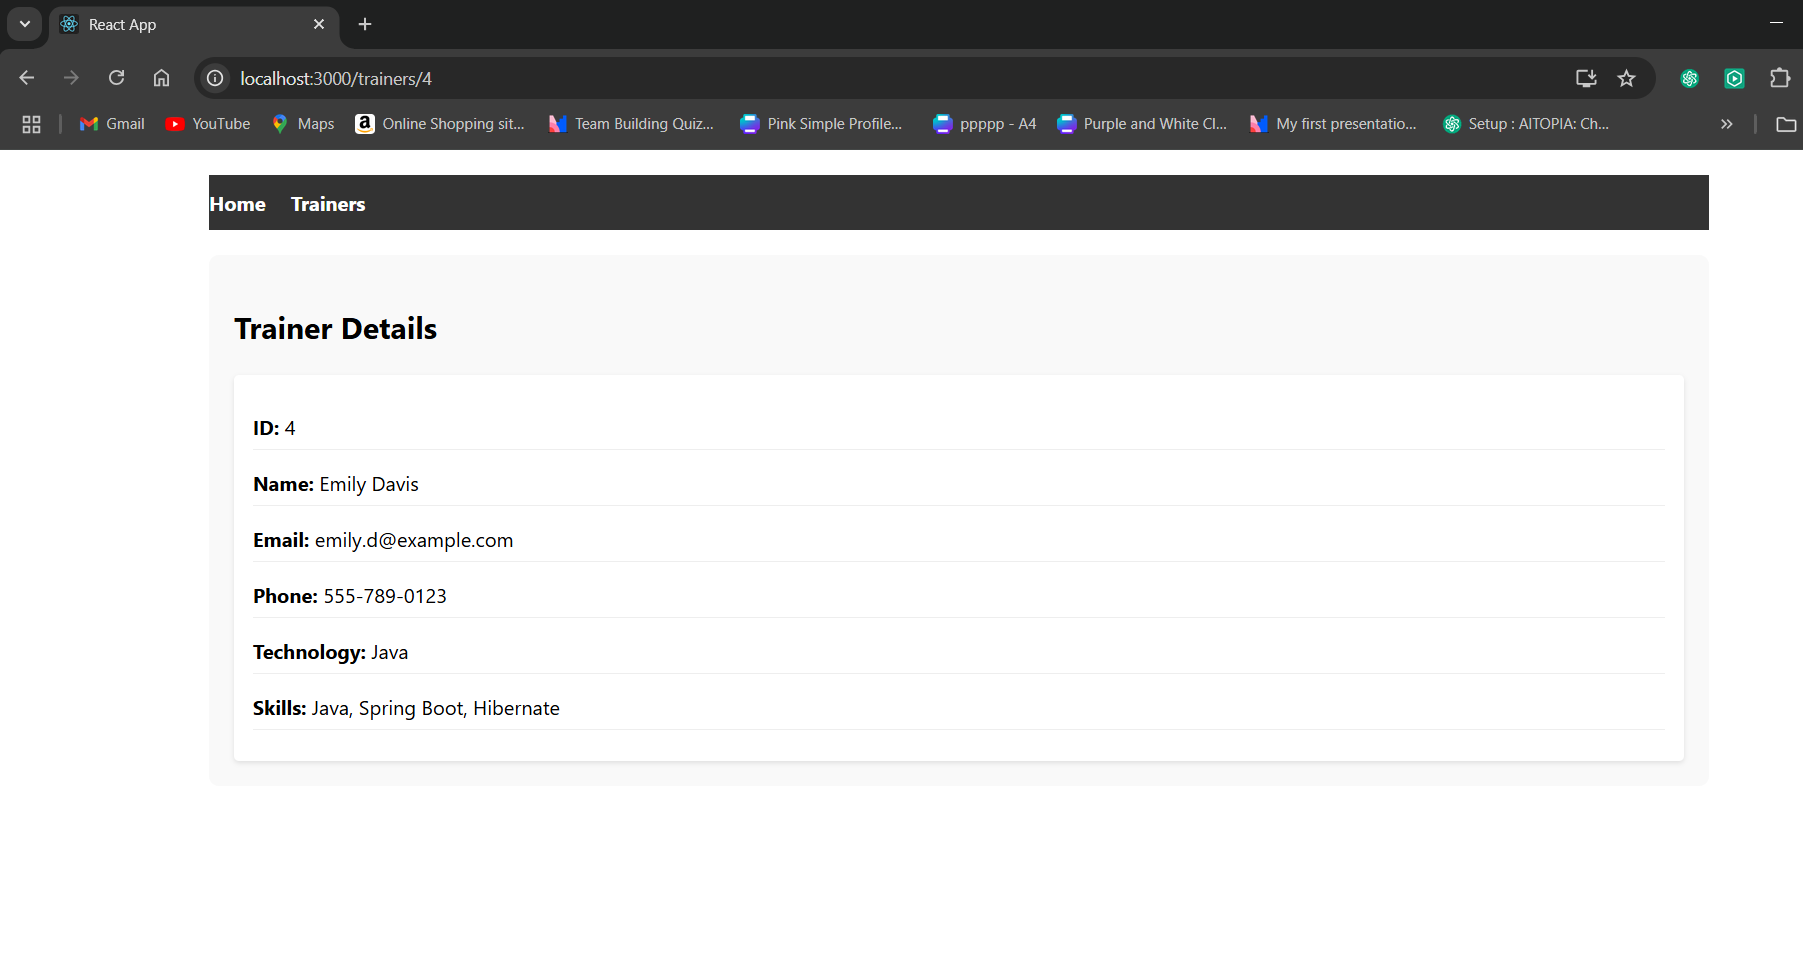 React App
localhost:3000/trainers/4
Gmail YouTube Maps Online Shopping sit... Team Building Quiz... Pink Simple Profile... ppppp - A4 Purple and White Cl... My first presentatio... Setup : AITOPIA: Ch...
Home Trainers
Trainer Details
ID: 4
Name: Emily Davis
Email: emily.d@example.com
Phone: 555-789-0123
Technology: Java
Skills: Java, Spring Boot, Hibernate